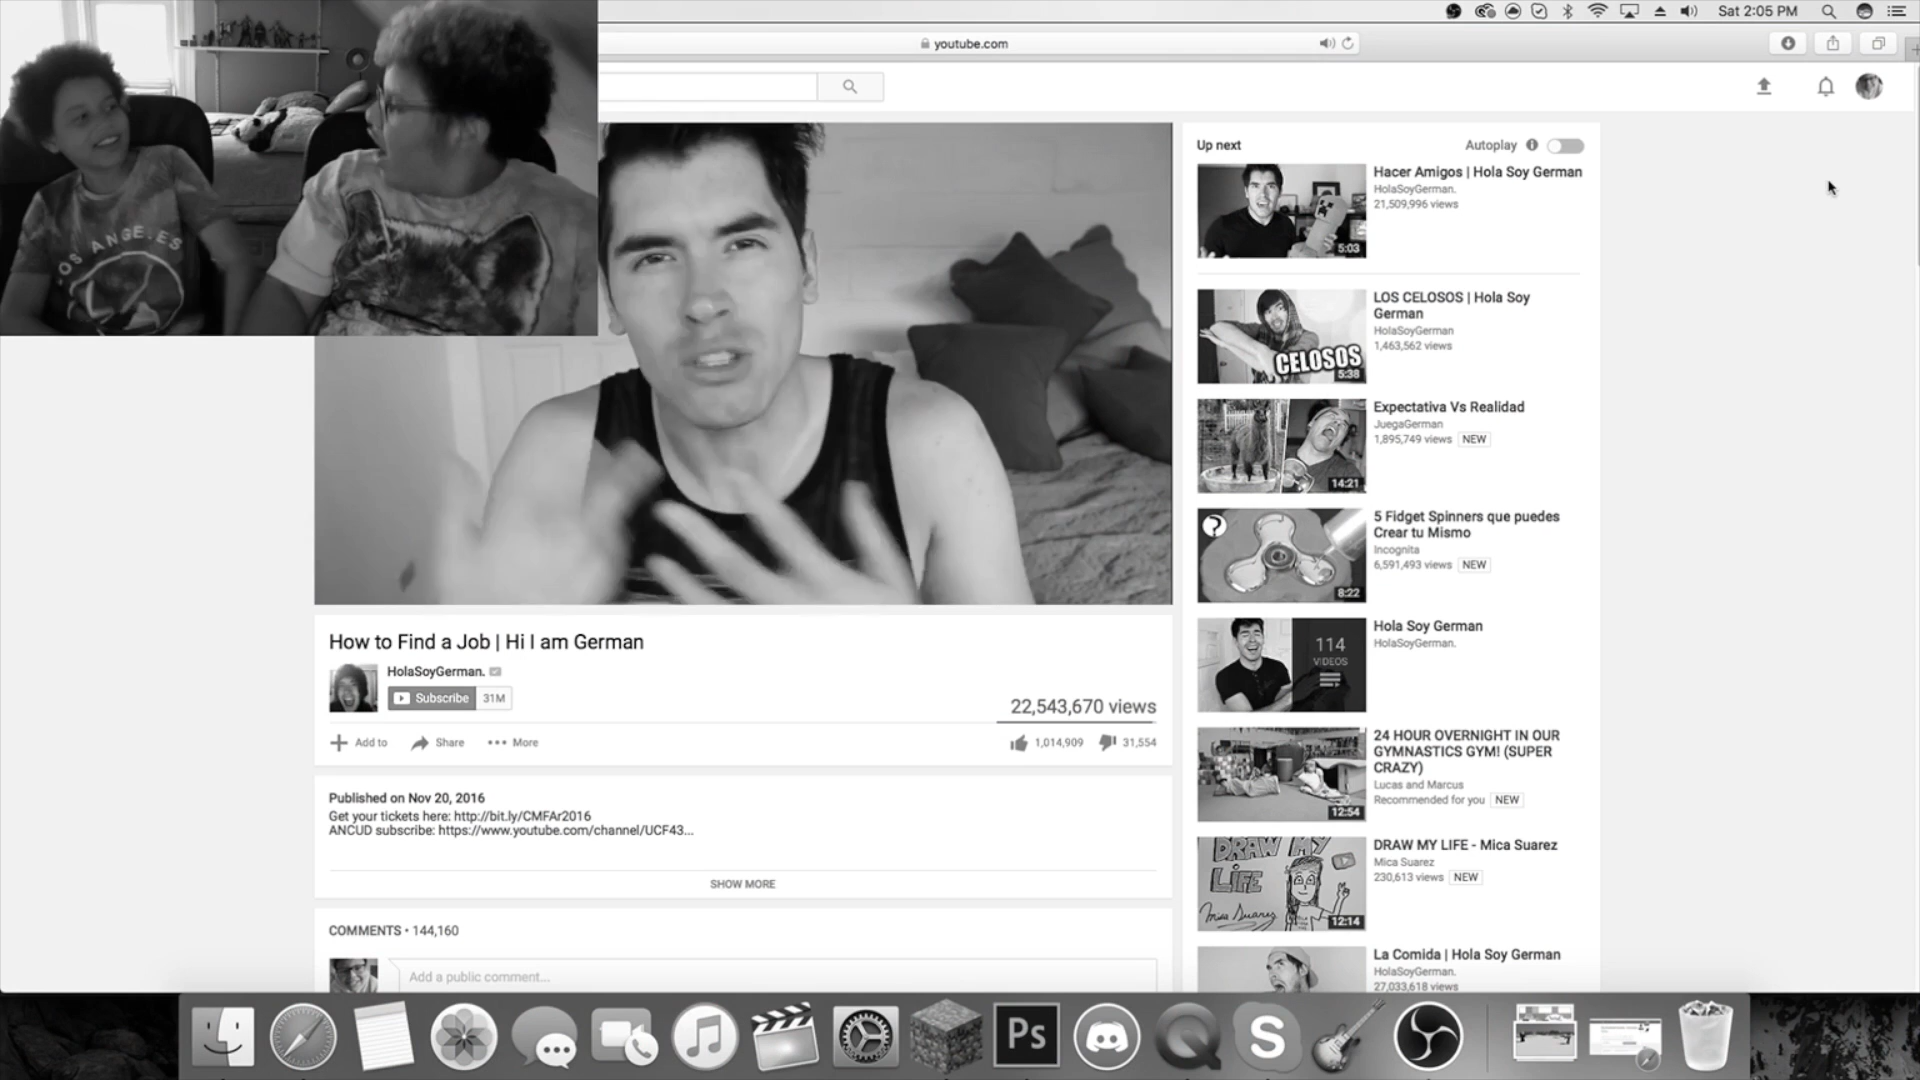 Sat 2:05 PM
youtube.com
OS ANGE.ES
Up next
Autoplay
Hacer Amigos | Hola Soy German
HolaSoyGerman.
21,509,996 views
5:03
LOS CELOSOS | Hola Soy
German
HolaSoyGerman
1,463,562 views
CELOSOS
5:38
Expectativa Vs Realidad
JuegaGerman
1,895,749 views NEW
14:21
5 Fidget Spinners que puedes
Crear tu Mismo
Incognita
6,591,493 views NEW
8:22
Hola Soy German
HolaSoyGerman.
114
VIDEOS
24 HOUR OVERNIGHT IN OUR
GYMNASTICS GYM! (SUPER
CRAZY)
Lucas and Marcus
Recommended for you NEW
12:54
DRAW MY LIFE - Mica Suarez
Mica Suarez
230,613 views NEW
DRAW MY
LIFE
Mica Suarez
12:14
La Comida | Hola Soy German
HolaSoyGerman.
27,033,618 views
How to Find a Job | Hi I am German
HolaSoyGerman.
Subscribe 31M
22,543,670 views
Add to Share More
1,014,909 31,554
Published on Nov 20, 2016
Get your tickets here: http://bit.ly/CMFAr2016
ANCUD subscribe: https://www.youtube.com/channel/UCF43...
SHOW MORE
COMMENTS • 144,160
Add a public comment...
Ps